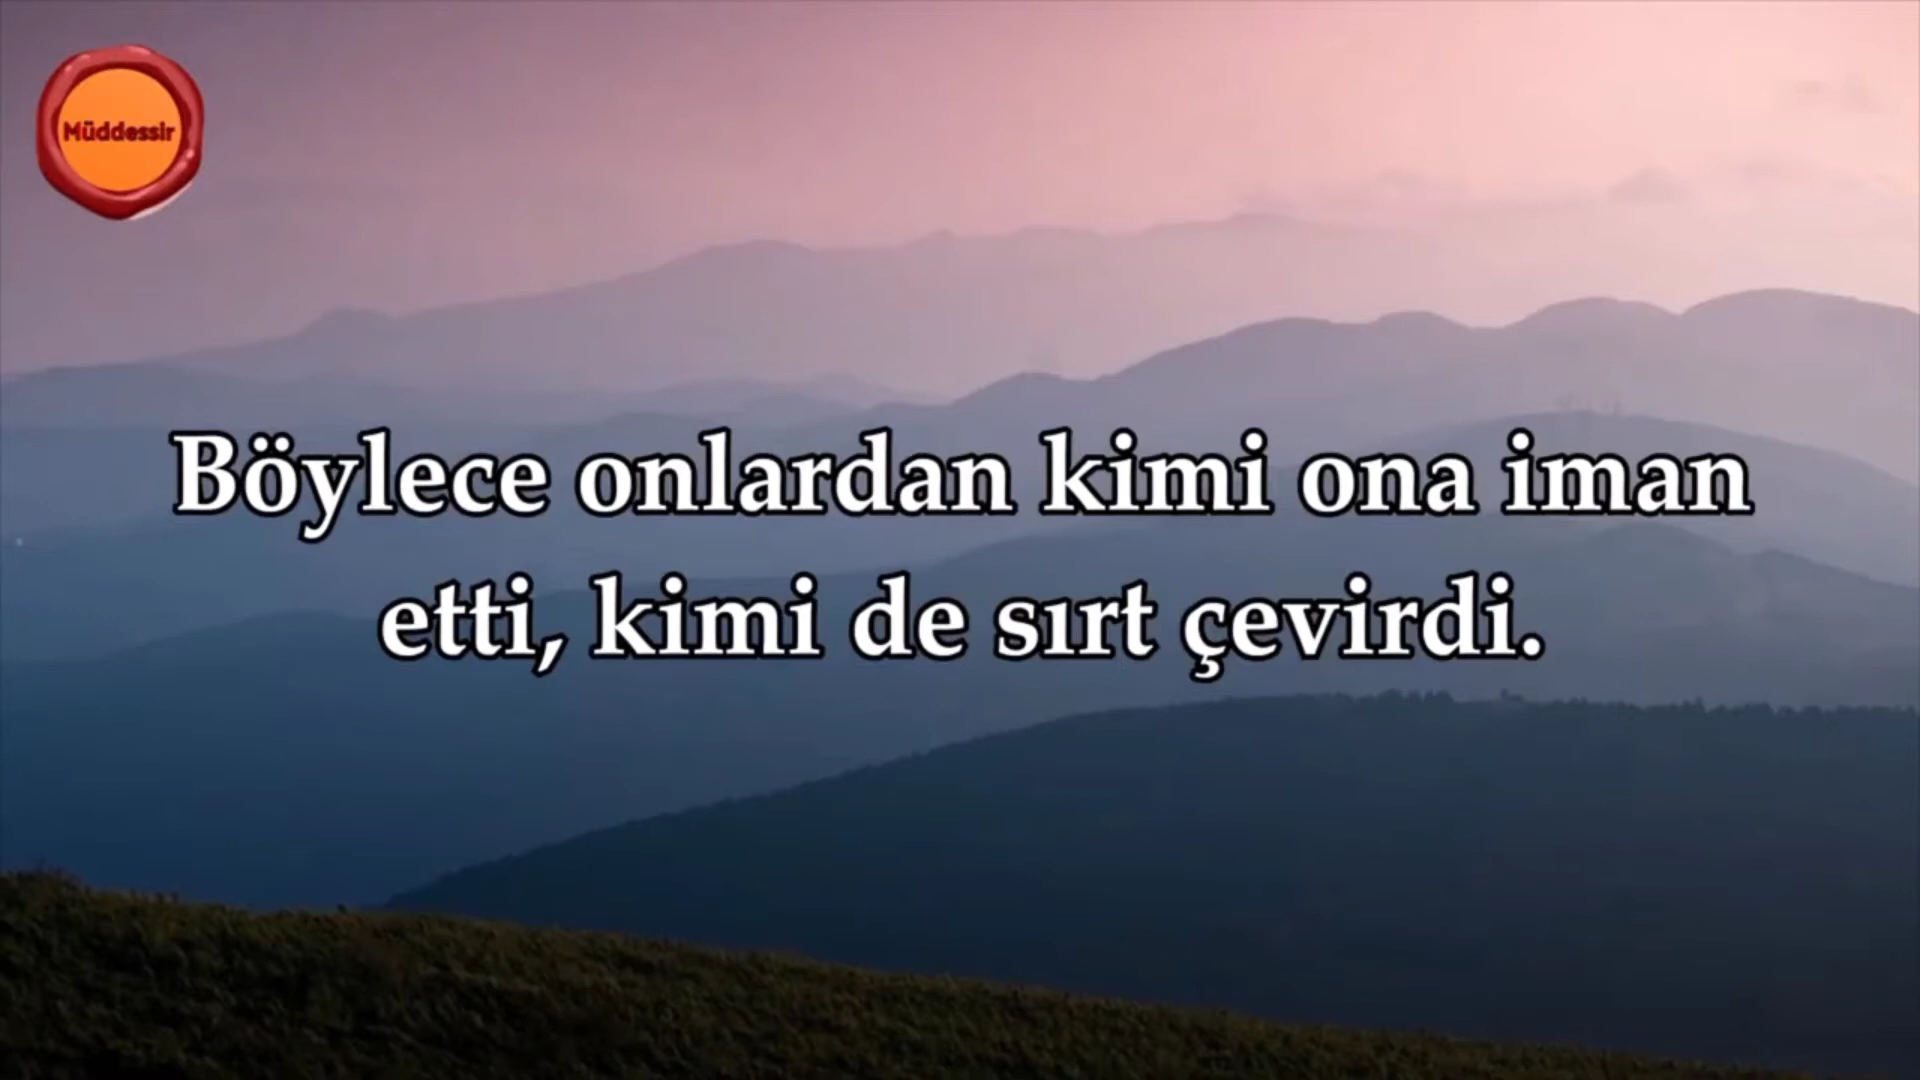 Müddessir
Böylece onlardan kimi ona iman
etti, kimi de sırt çevirdi.